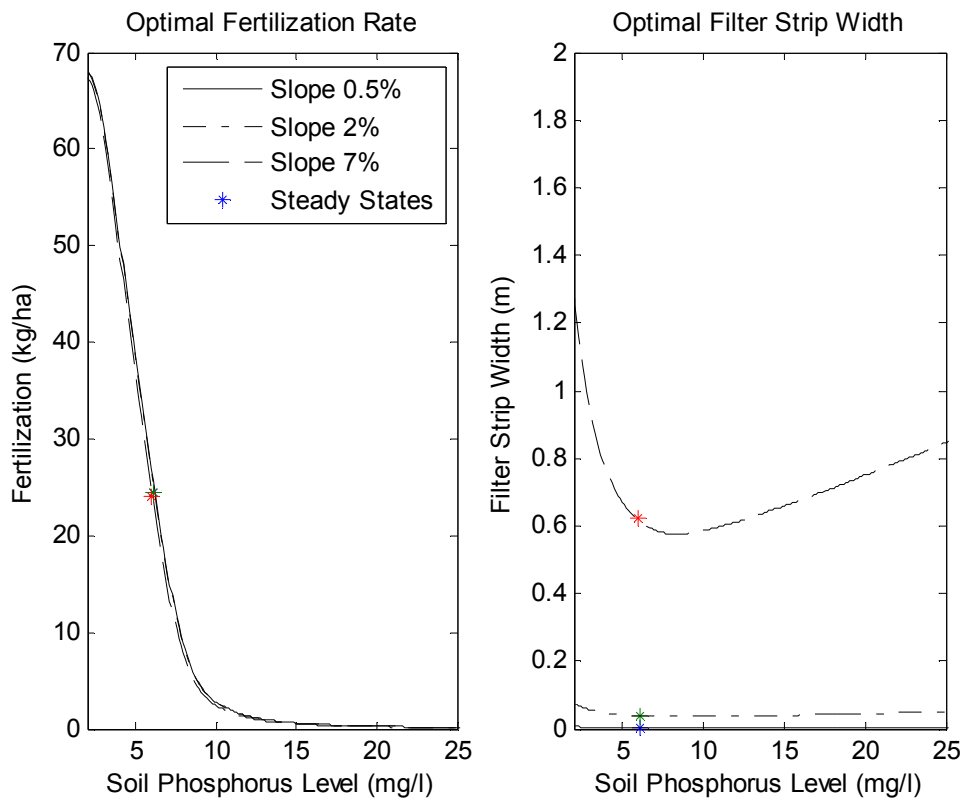 Optimal Fertilization Rate
70
60
50
40
30
20
10
0
Fertilization (kg/ha)
Slope 0.5%
Slope 2%
Slope 7%
Steady States
5 10 15 20 25
Soil Phosphorus Level (mg/l)
Optimal Filter Strip Width
2
1.8
1.6
1.4
1.2
1
0.8
0.6
0.4
0.2
0
Filter Strip Width (m)
5 10 15 20 25
Soil Phosphorus Level (mg/l)